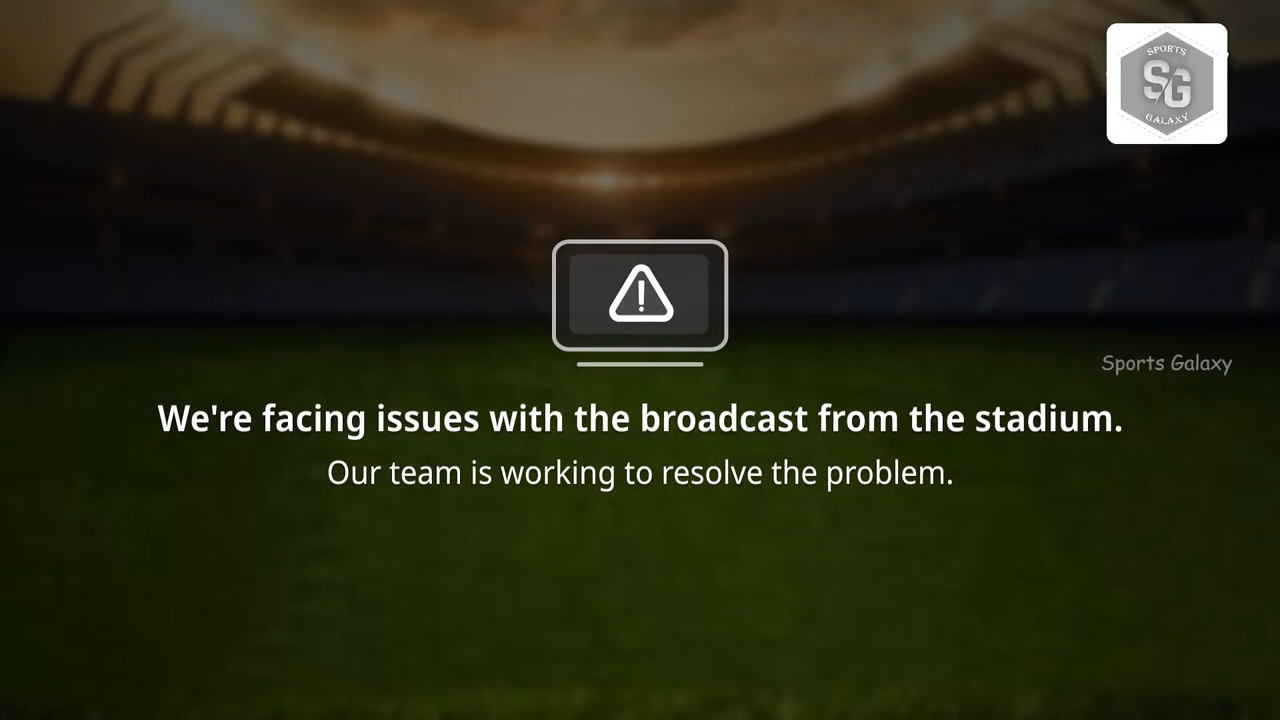 SPORTS
SG
GALAXY
Sports Galaxy
We're facing issues with the broadcast from the stadium.
Our team is working to resolve the problem.